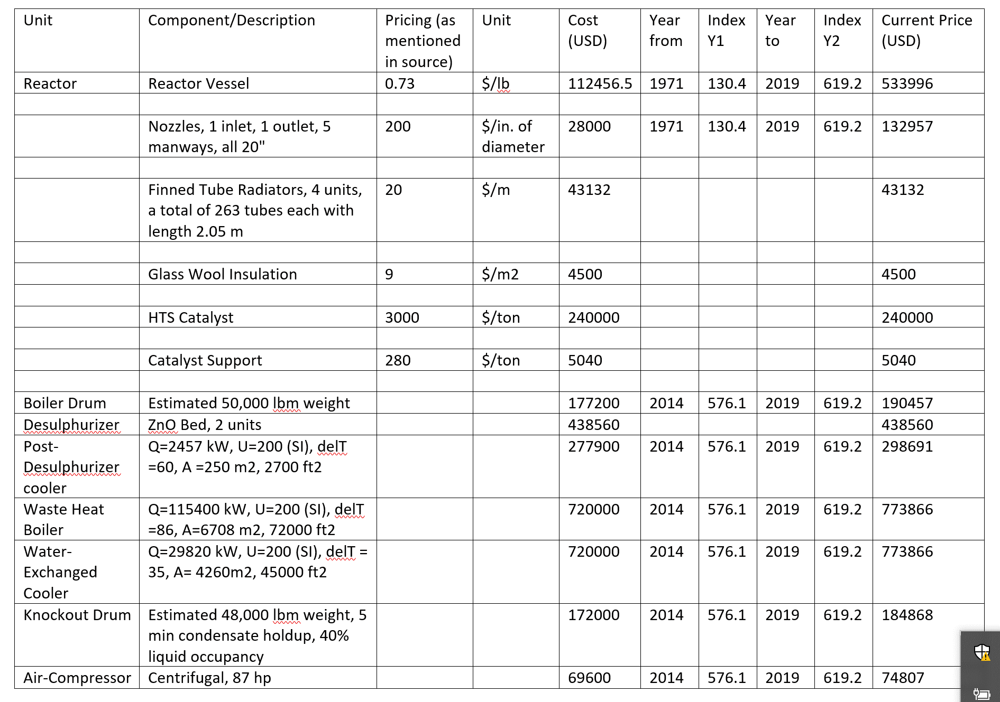 Unit Component/Description Pricing (as Unit Cost Year Index Year Index Current Price
mentioned (USD) from Y1 to Y2 (USD)
in source)
Reactor Reactor Vessel 0.73 $/lb 112456.5 1971 130.4 2019 619.2 533996
Nozzles, 1 inlet, 1 outlet, 5 200 $/in. of 28000 1971 130.4 2019 619.2 132957
manways, all 20" diameter
Finned Tube Radiators, 4 units, 20 $/m 43132 43132
a total of 263 tubes each with
length 2.05 m
Glass Wool Insulation 9 $/m2 4500 4500
HTS Catalyst 3000 $/ton 240000 240000
Catalyst Support 280 $/ton 5040 5040
Boiler Drum Estimated 50,000 lbm weight 177200 2014 576.1 2019 619.2 190457
Desulphurizer ZnO Bed, 2 units 438560 438560
Post- Q=2457 kW, U=200 (SI), delT 277900 2014 576.1 2019 619.2 298691
Desulphurizer =60, A =250 m2, 2700 ft2
cooler
Waste Heat Q=115400 kW, U=200 (SI), delT 720000 2014 576.1 2019 619.2 773866
Boiler =86, A=6708 m2, 72000 ft2
Water- Q=29820 kW, U=200 (SI), delT = 720000 2014 576.1 2019 619.2 773866
Exchanged 35, A= 4260m2, 45000 ft2
Cooler
Knockout Drum Estimated 48,000 lbm weight, 5 172000 2014 576.1 2019 619.2 184868
min condensate holdup, 40%
liquid occupancy
Air-Compressor Centrifugal, 87 hp 69600 2014 576.1 2019 619.2 74807